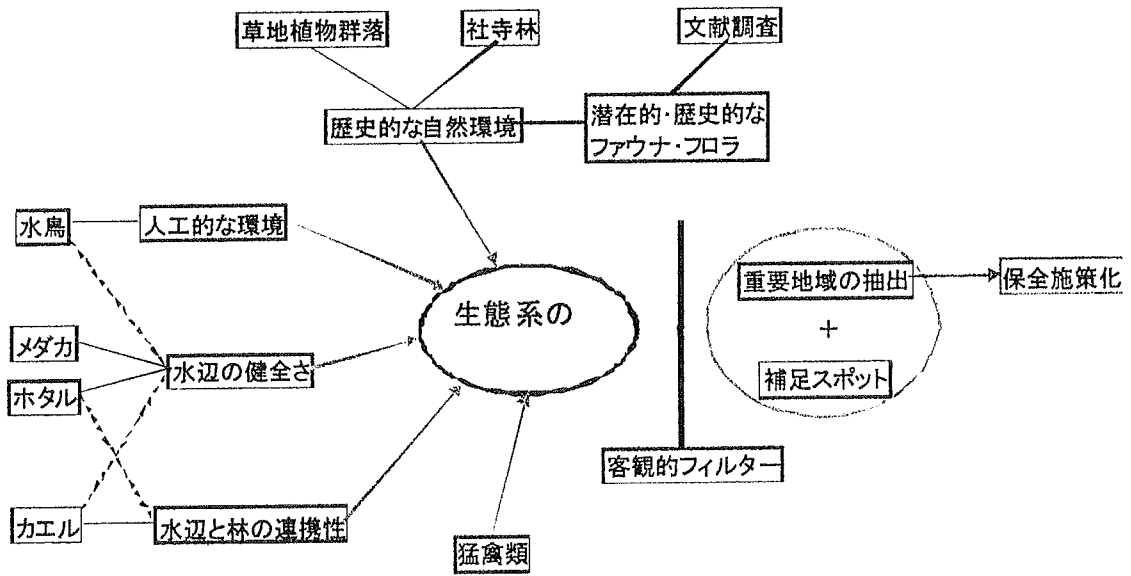 草地植物群落
社寺林
文献調査
歴史的な自然環境
潜在的・歴史的な
ファウナ・フロラ
水鳥
人工的な環境
生態系の
重要地域の抽出
保全施策化
+
メダカ
水辺の健全さ
補足スポット
ホタル
客観的フィルター
カエル
水辺と林の連携性
猛禽類